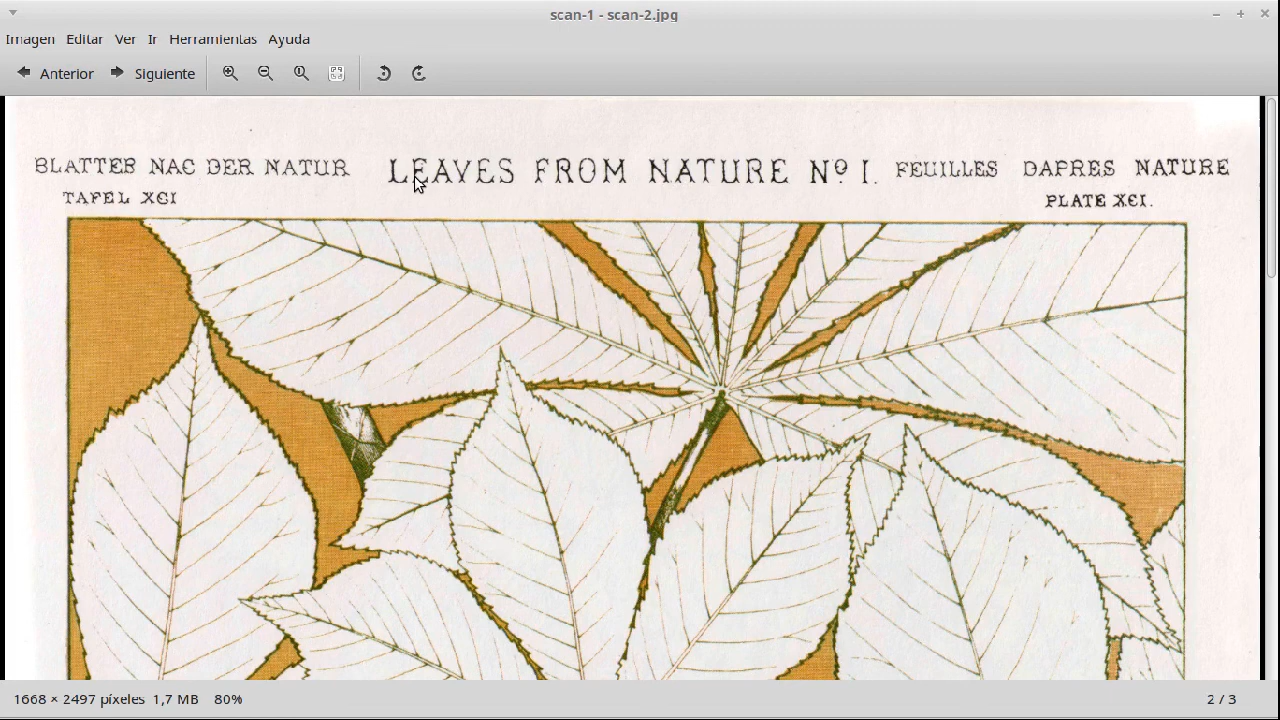 scan-1 - scan-2.jpg
Imagen Editar Ver Ir Herramientas Ayuda
Anterior Siguiente
BLATTER NAC DER NATUR LEAVES FROM NATURE Nº I. FEUILLES DAPRES NATURE
TAFEL XCI PLATE XCI.
1668 × 2497 píxeles 1,7 MB 80% 2 / 3